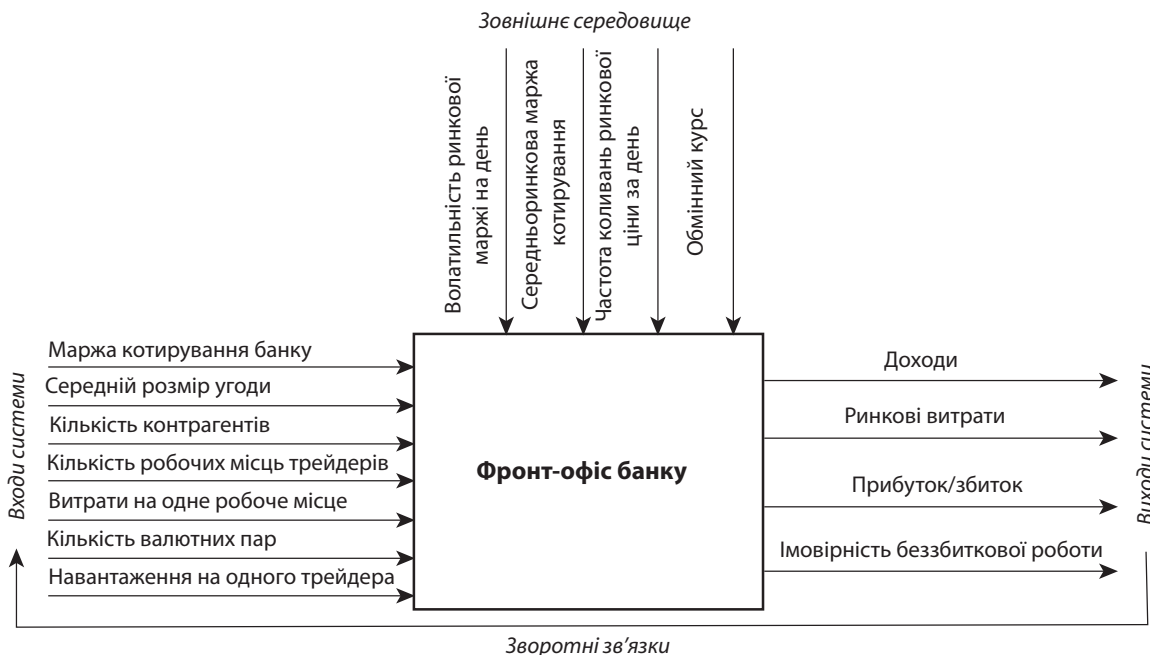 Зовнішнє середовище
Волатильність ринкової
маржі на день
Середньоринкова маржа
котирування
Частота коливань ринкової
ціни за день
Обмінний курс
Входи системи
Маржа котирування банку
Середній розмір угоди
Кількість контрагентів
Кількість робочих місць трейдерів
Витрати на одне робоче місце
Кількість валютних пар
Навантаження на одного трейдера
Фронт-офіс банку
Доходи
Ринкові витрати
Прибуток/збиток
Імовірність беззбиткової роботи
Виходи системи
Зворотні зв'язки